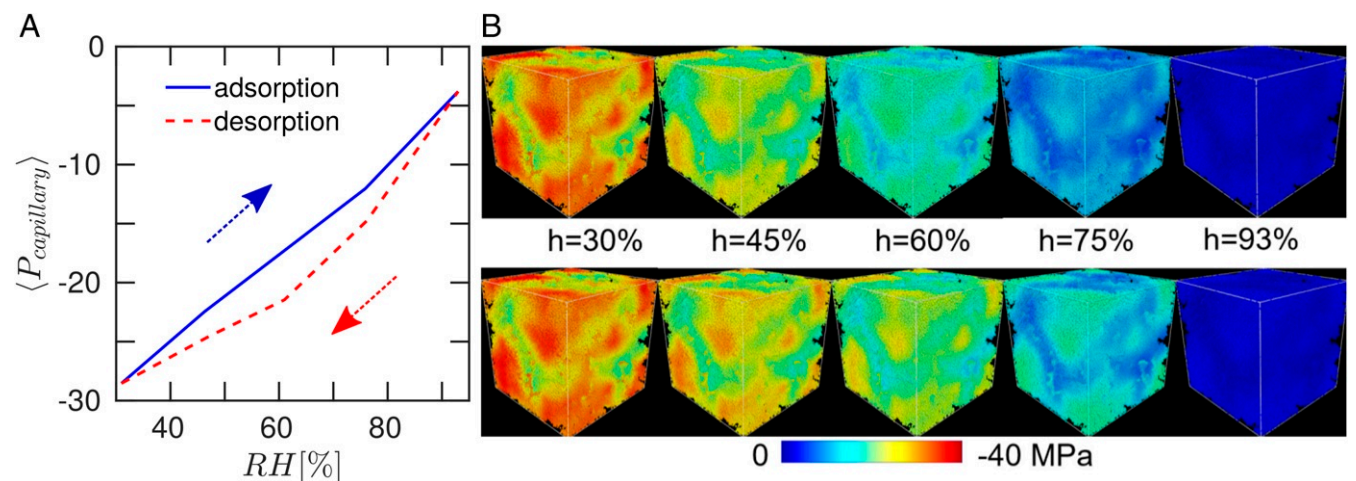 A
0
-10
-20
-30
⟨P_capillary⟩
adsorption
desorption
40 60 80
RH[%]
B
h=30% h=45% h=60% h=75% h=93%
0 -40 MPa